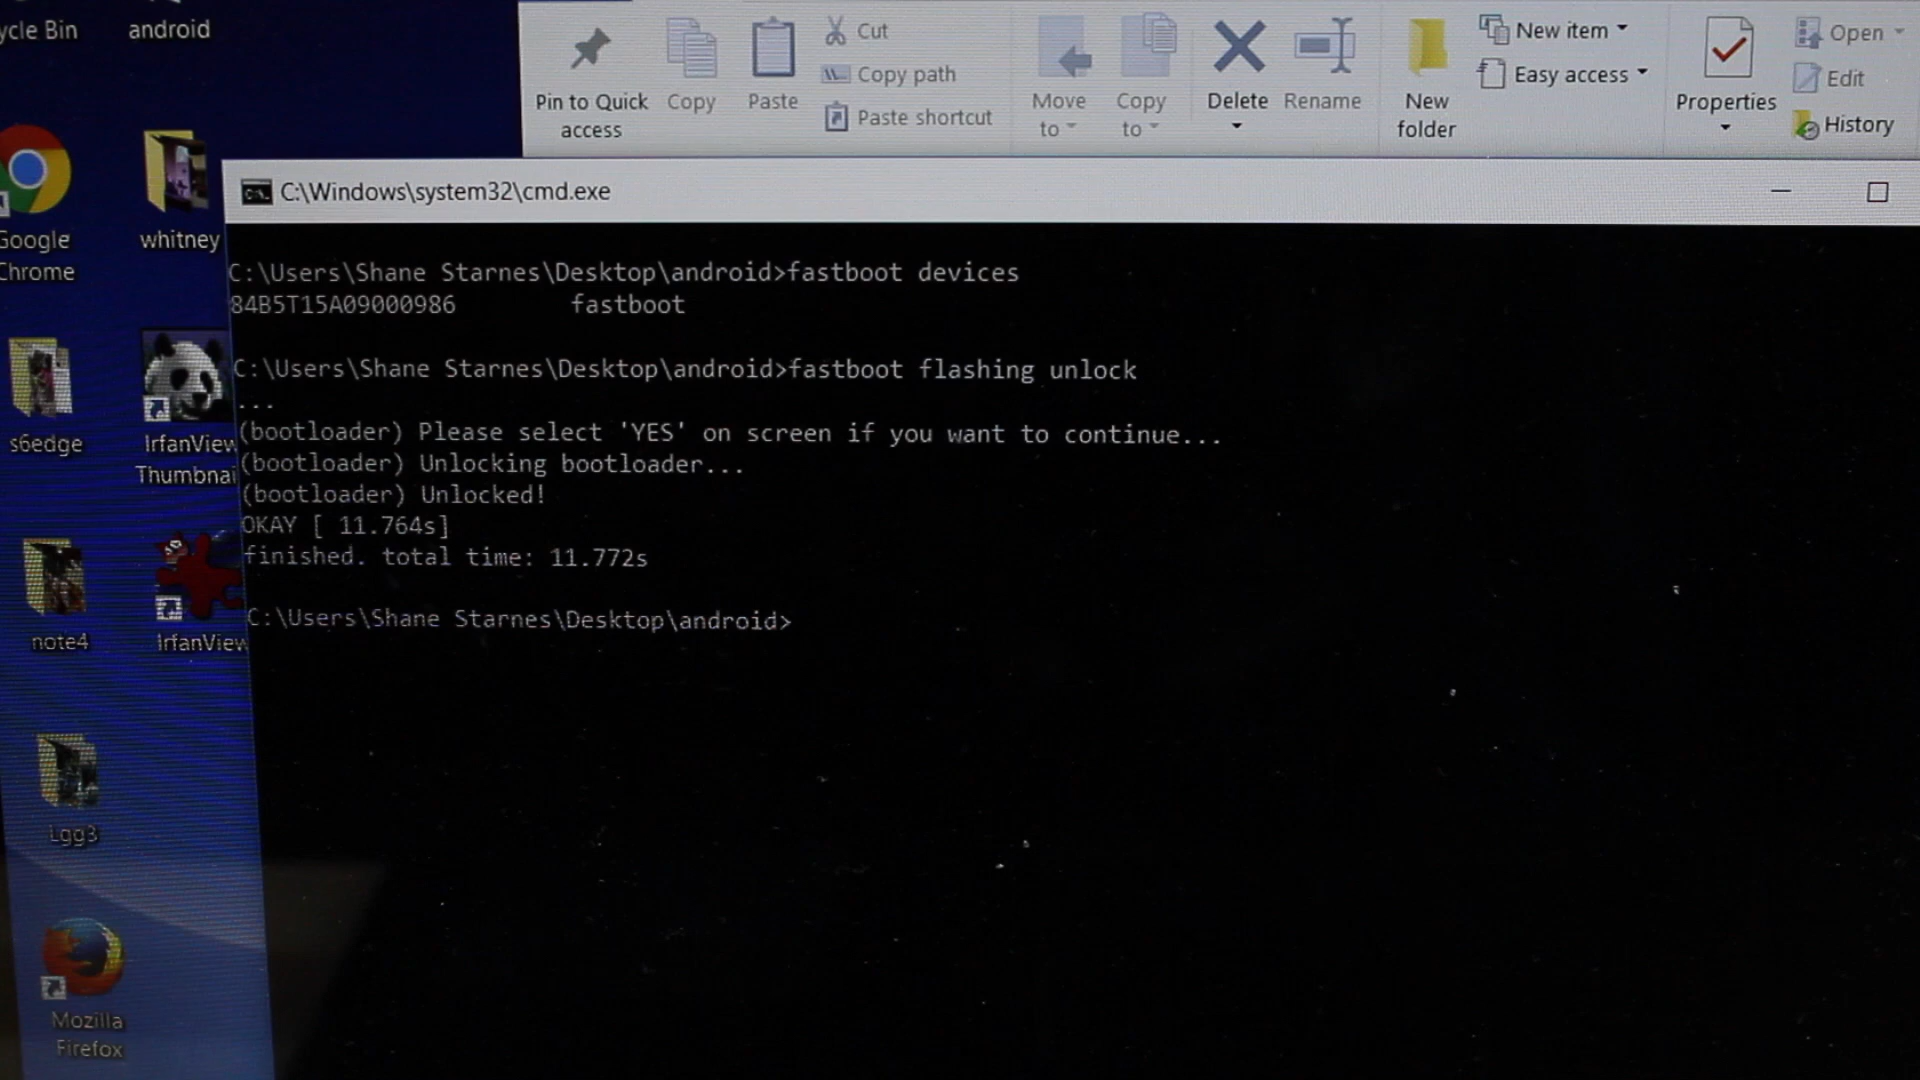 ycle Bin
android
Pin to Quick
access
Copy
Paste
Cut
Copy path
Paste shortcut
Move
to
Copy
to
Delete
Rename
New
folder
New item
Easy access
Properties
Open
Edit
History
C:\Windows\system32\cmd.exe
C:\Users\Shane Starnes\Desktop\android>fastboot devices
84B5T15A09000986 fastboot
C:\Users\Shane Starnes\Desktop\android>fastboot flashing unlock
...
(bootloader) Please select 'YES' on screen if you want to continue...
(bootloader) Unlocking bootloader...
(bootloader) Unlocked!
OKAY [ 11.764s]
finished. total time: 11.772s
C:\Users\Shane Starnes\Desktop\android>
Google
Chrome
whitney
s6edge
IrfanView
Thumbnai
note4
IrfanView
Lgg3
Mozilla
Firefox